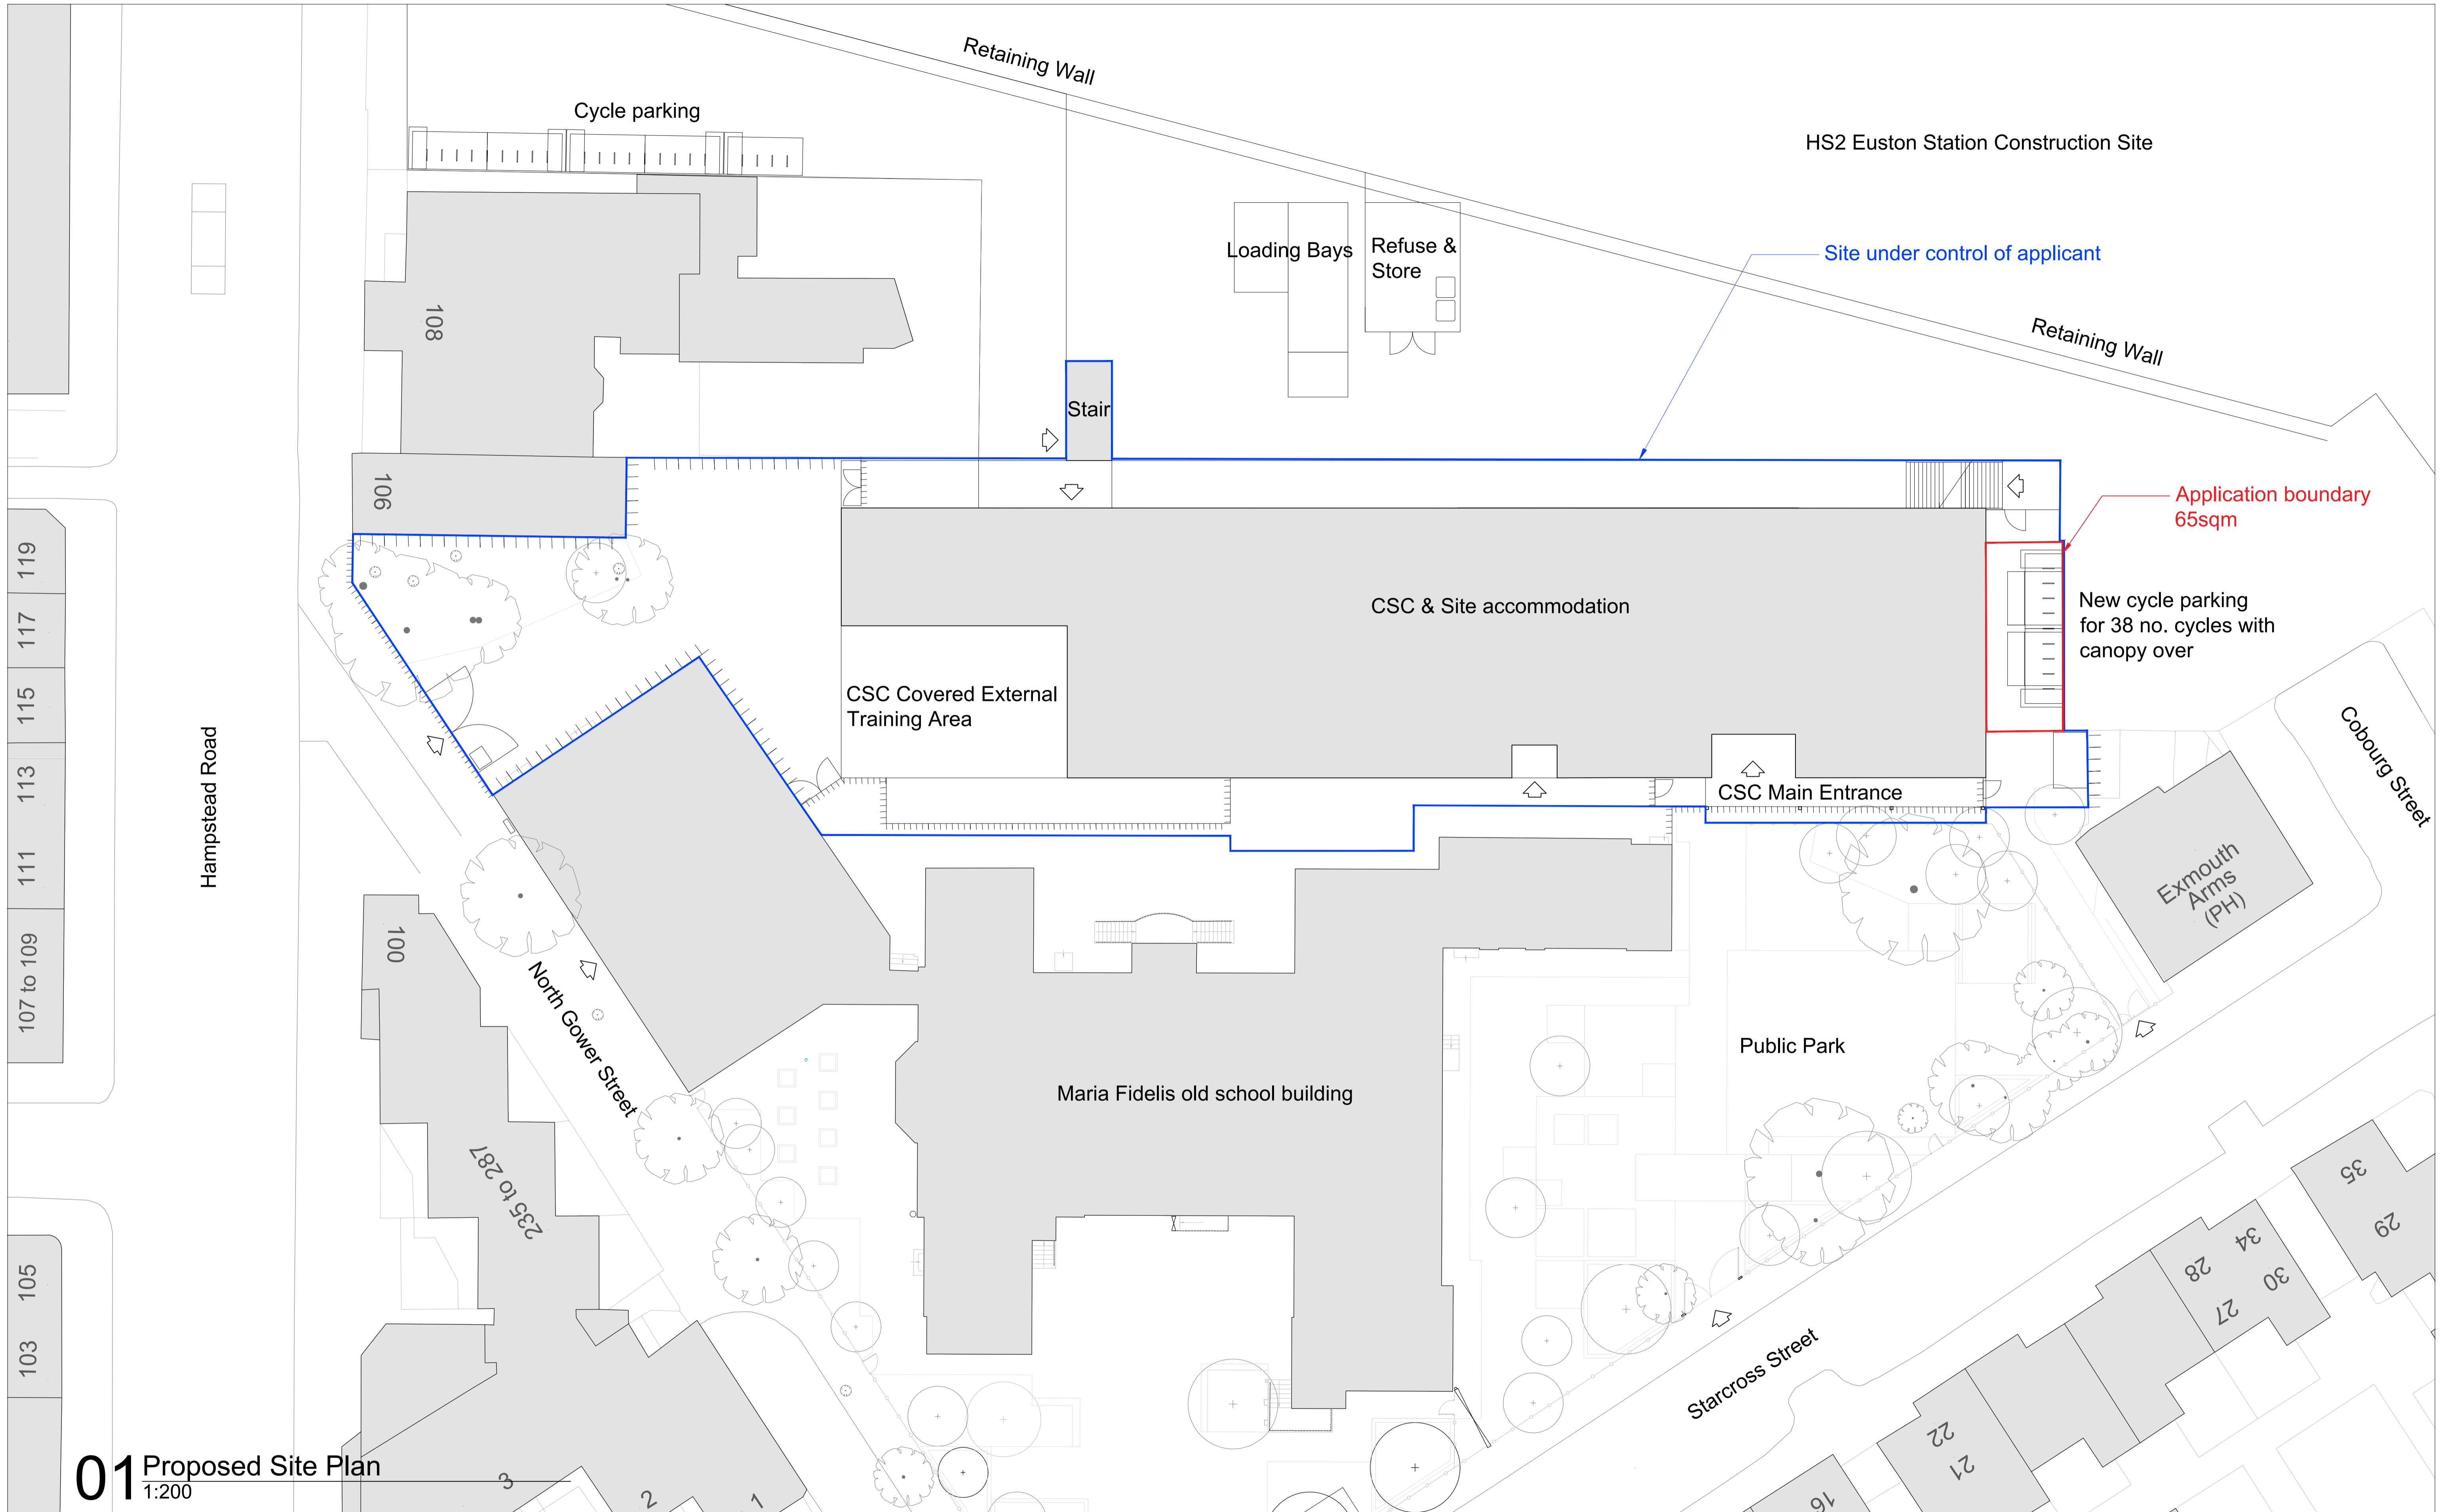 Retaining Wall
Cycle parking
HS2 Euston Station Construction Site
Loading Bays
Refuse &
Store
Site under control of applicant
Retaining Wall
108
Stair
106
Application boundary
65sqm
119
117
115
113
111
107 to 109
105
103
CSC & Site accommodation
New cycle parking
for 38 no. cycles with
canopy over
CSC Covered External
Training Area
Hampstead Road
CSC Main Entrance
Cobourg Street
Exmouth
Arms
(PH)
100
North Gower Street
Public Park
Maria Fidelis old school building
235 to 287
Starcross Street
35
29
34
28
30
27
22
21
16
3
2
1
01 Proposed Site Plan
1:200